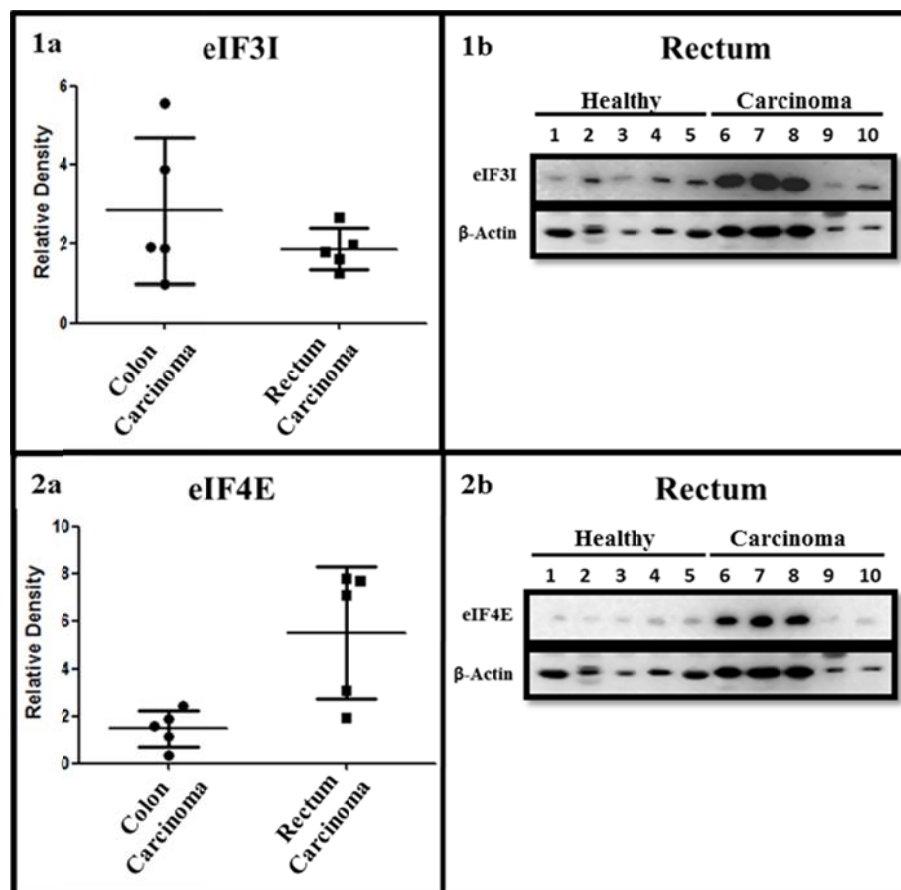 1a
eIF3I
6
4
2
0
Relative Density
Colon
Carcinoma
Rectum
Carcinoma
1b
Rectum
Healthy Carcinoma
1 2 3 4 5 6 7 8 9 10
eIF3I
β-Actin
2a
eIF4E
10
8
6
4
2
0
Relative Density
Colon
Carcinoma
Rectum
Carcinoma
2b
Rectum
Healthy Carcinoma
1 2 3 4 5 6 7 8 9 10
eIF4E
β-Actin